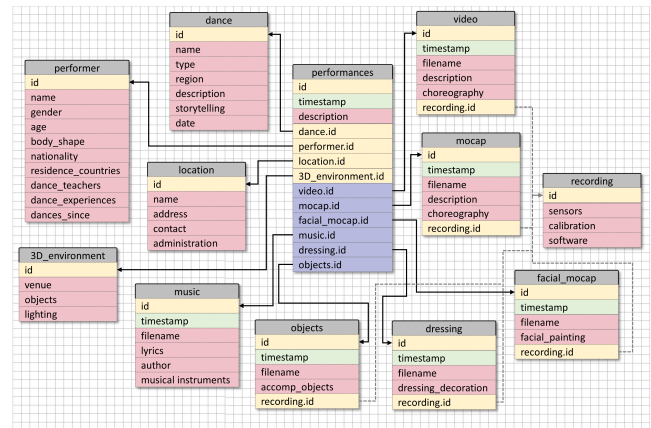 dance
id
name
type
region
description
storytelling
date
video
id
timestamp
filename
description
choreography
recording.id
performer
id
name
gender
age
body_shape
nationality
residence_countries
dance_teachers
dance_experiences
dances_since
performances
id
timestamp
description
dance.id
performer.id
location.id
3D_environment.id
video.id
mocap.id
facial_mocap.id
music.id
dressing.id
objects.id
mocap
id
timestamp
filename
description
choreography
recording.id
location
id
name
address
contact
administration
recording
id
sensors
calibration
software
3D_environment
id
venue
objects
lighting
music
id
timestamp
filename
lyrics
author
musical instruments
facial_mocap
id
timestamp
filename
facial_painting
recording.id
objects
id
timestamp
filename
accomp_objects
recording.id
dressing
id
timestamp
filename
dressing_decoration
recording.id